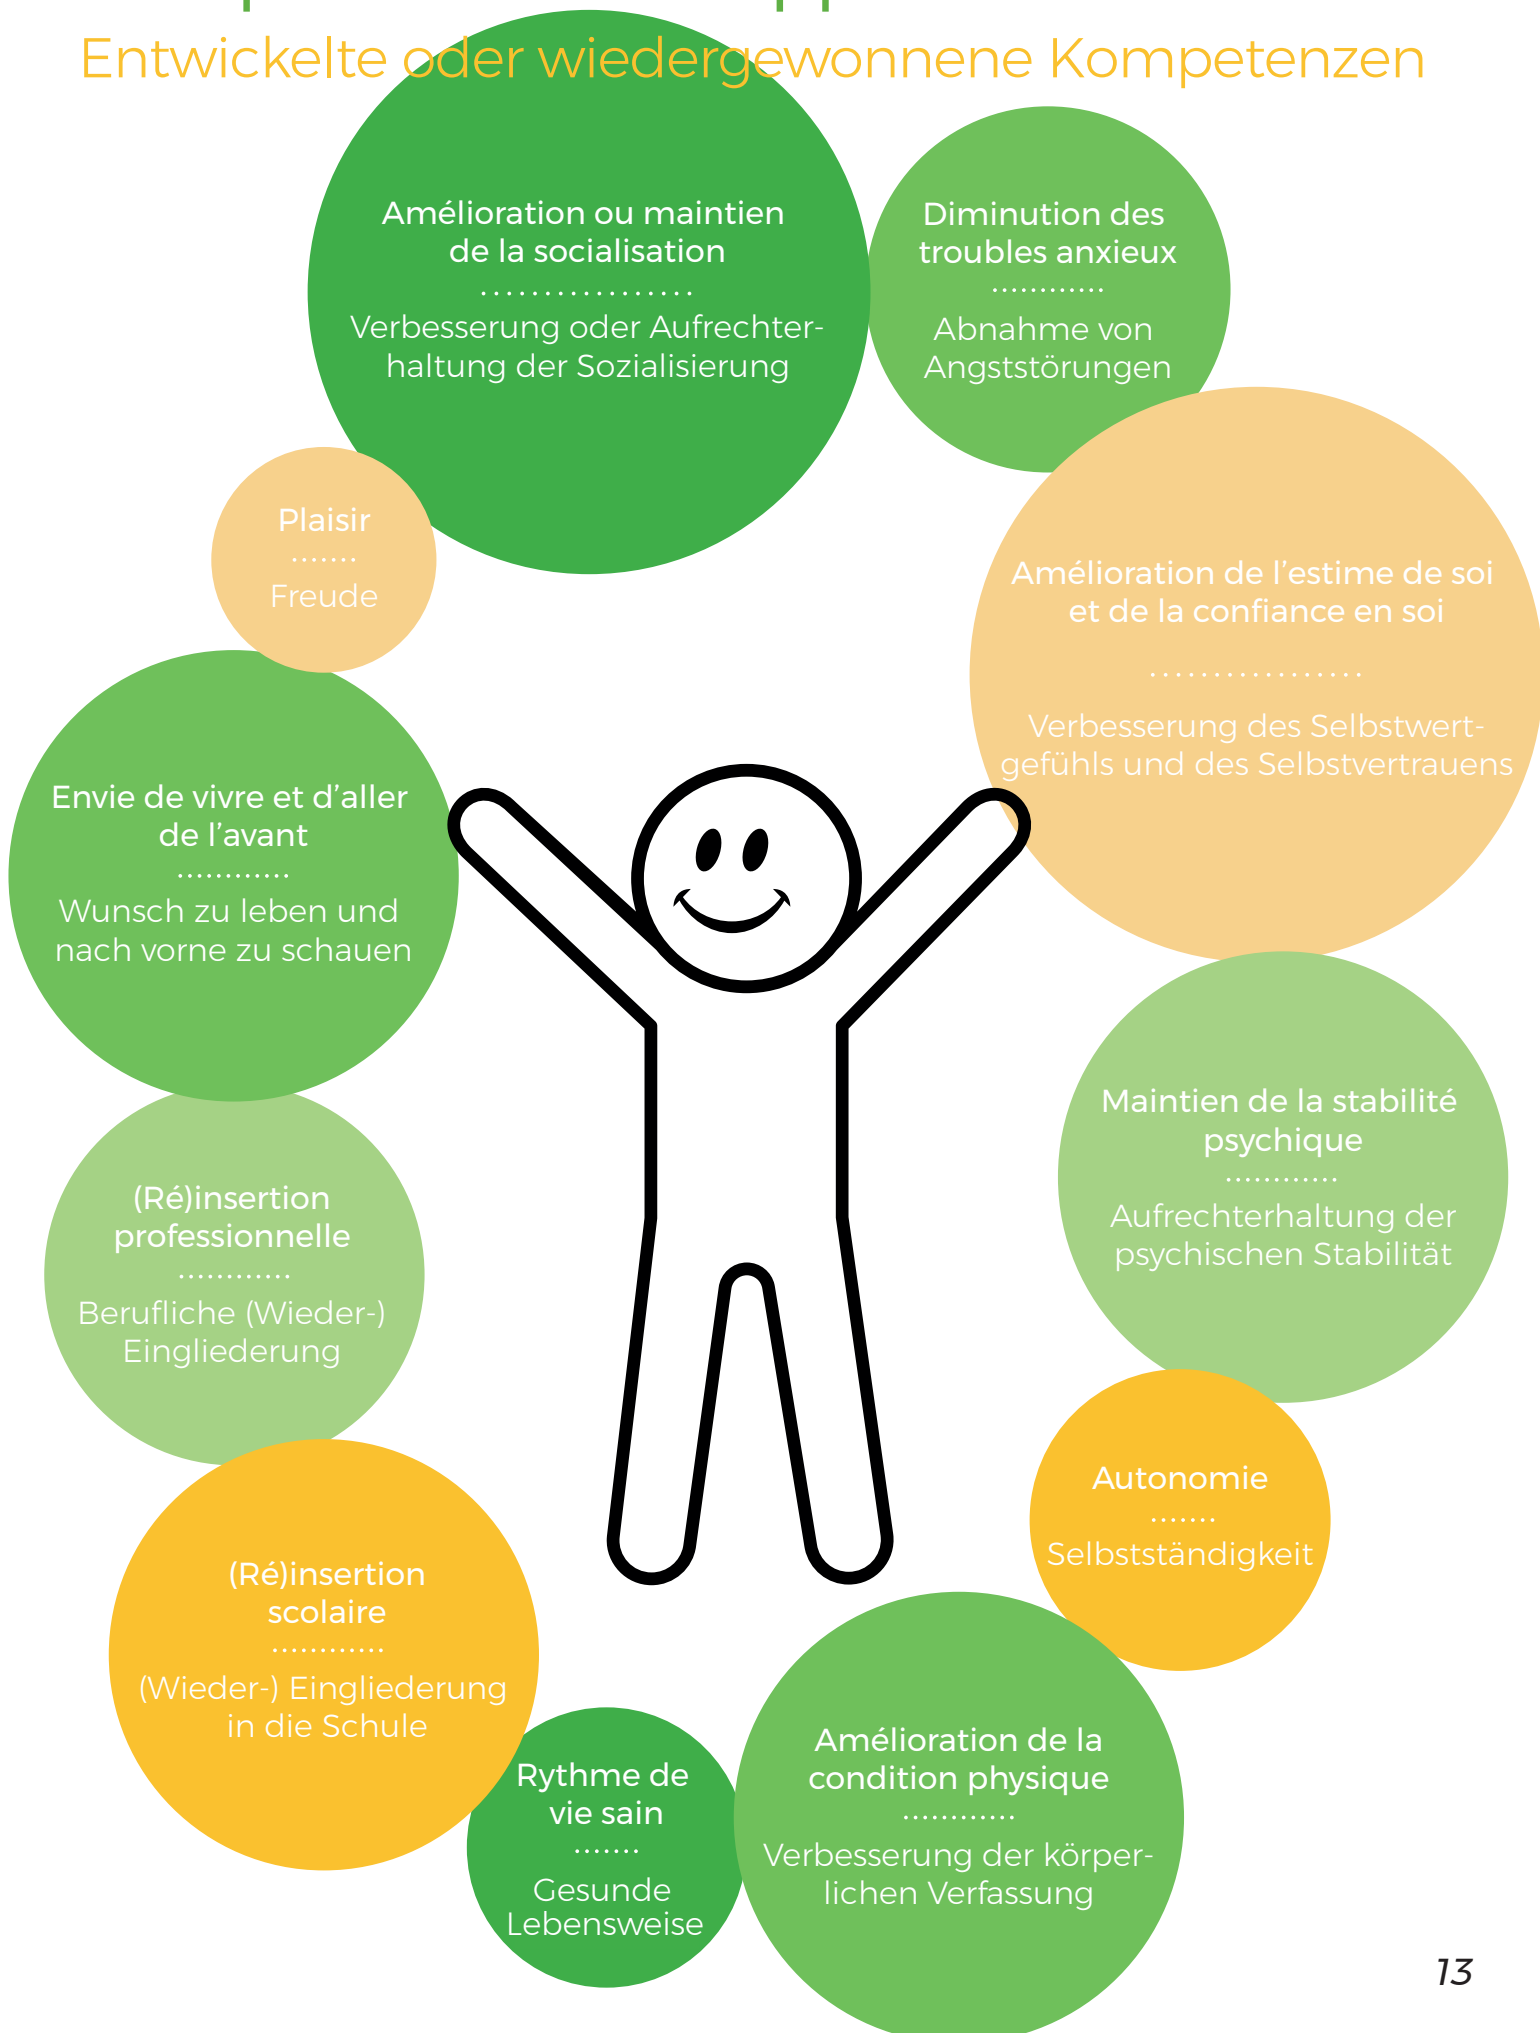 Entwickelte oder wiedergewonnene Kompetenzen
Amélioration ou maintien
de la socialisation
Verbesserung oder Aufrechter-
haltung der Sozialisierung
Diminution des
troubles anxieux
Abnahme von
Angststörungen
Plaisir
Freude
Amélioration de l’estime de soi
et de la confiance en soi
Verbesserung des Selbstwert-
gefühls und des Selbstvertrauens
Envie de vivre et d’aller
de l’avant
Wunsch zu leben und
nach vorne zu schauen
Maintien de la stabilité
psychique
Aufrechterhaltung der
psychischen Stabilität
(Ré)insertion
professionnelle
Berufliche (Wieder-)
Eingliederung
Autonomie
Selbstständigkeit
(Ré)insertion
scolaire
(Wieder-) Eingliederung
in die Schule
Rythme de
vie sain
Gesunde
Lebensweise
Amélioration de la
condition physique
Verbesserung der körper-
lichen Verfassung
13